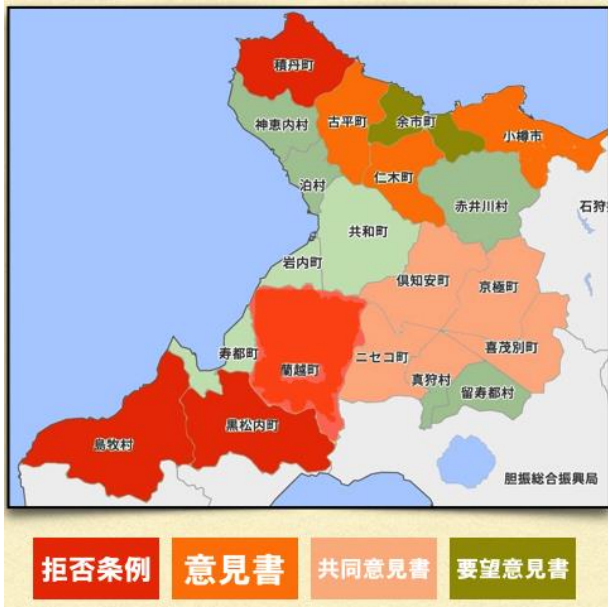 積丹町
神恵内村
古平町
余市町
小樽市
泊村
仁木町
赤井川村
石狩
共和町
岩内町
倶知安町
京極町
寿都町
蘭越町
ニセコ町
喜茂別町
真狩村
留寿都村
島牧村
黒松内町
胆振総合振興局
拒否条例
意見書
共同意見書
要望意見書